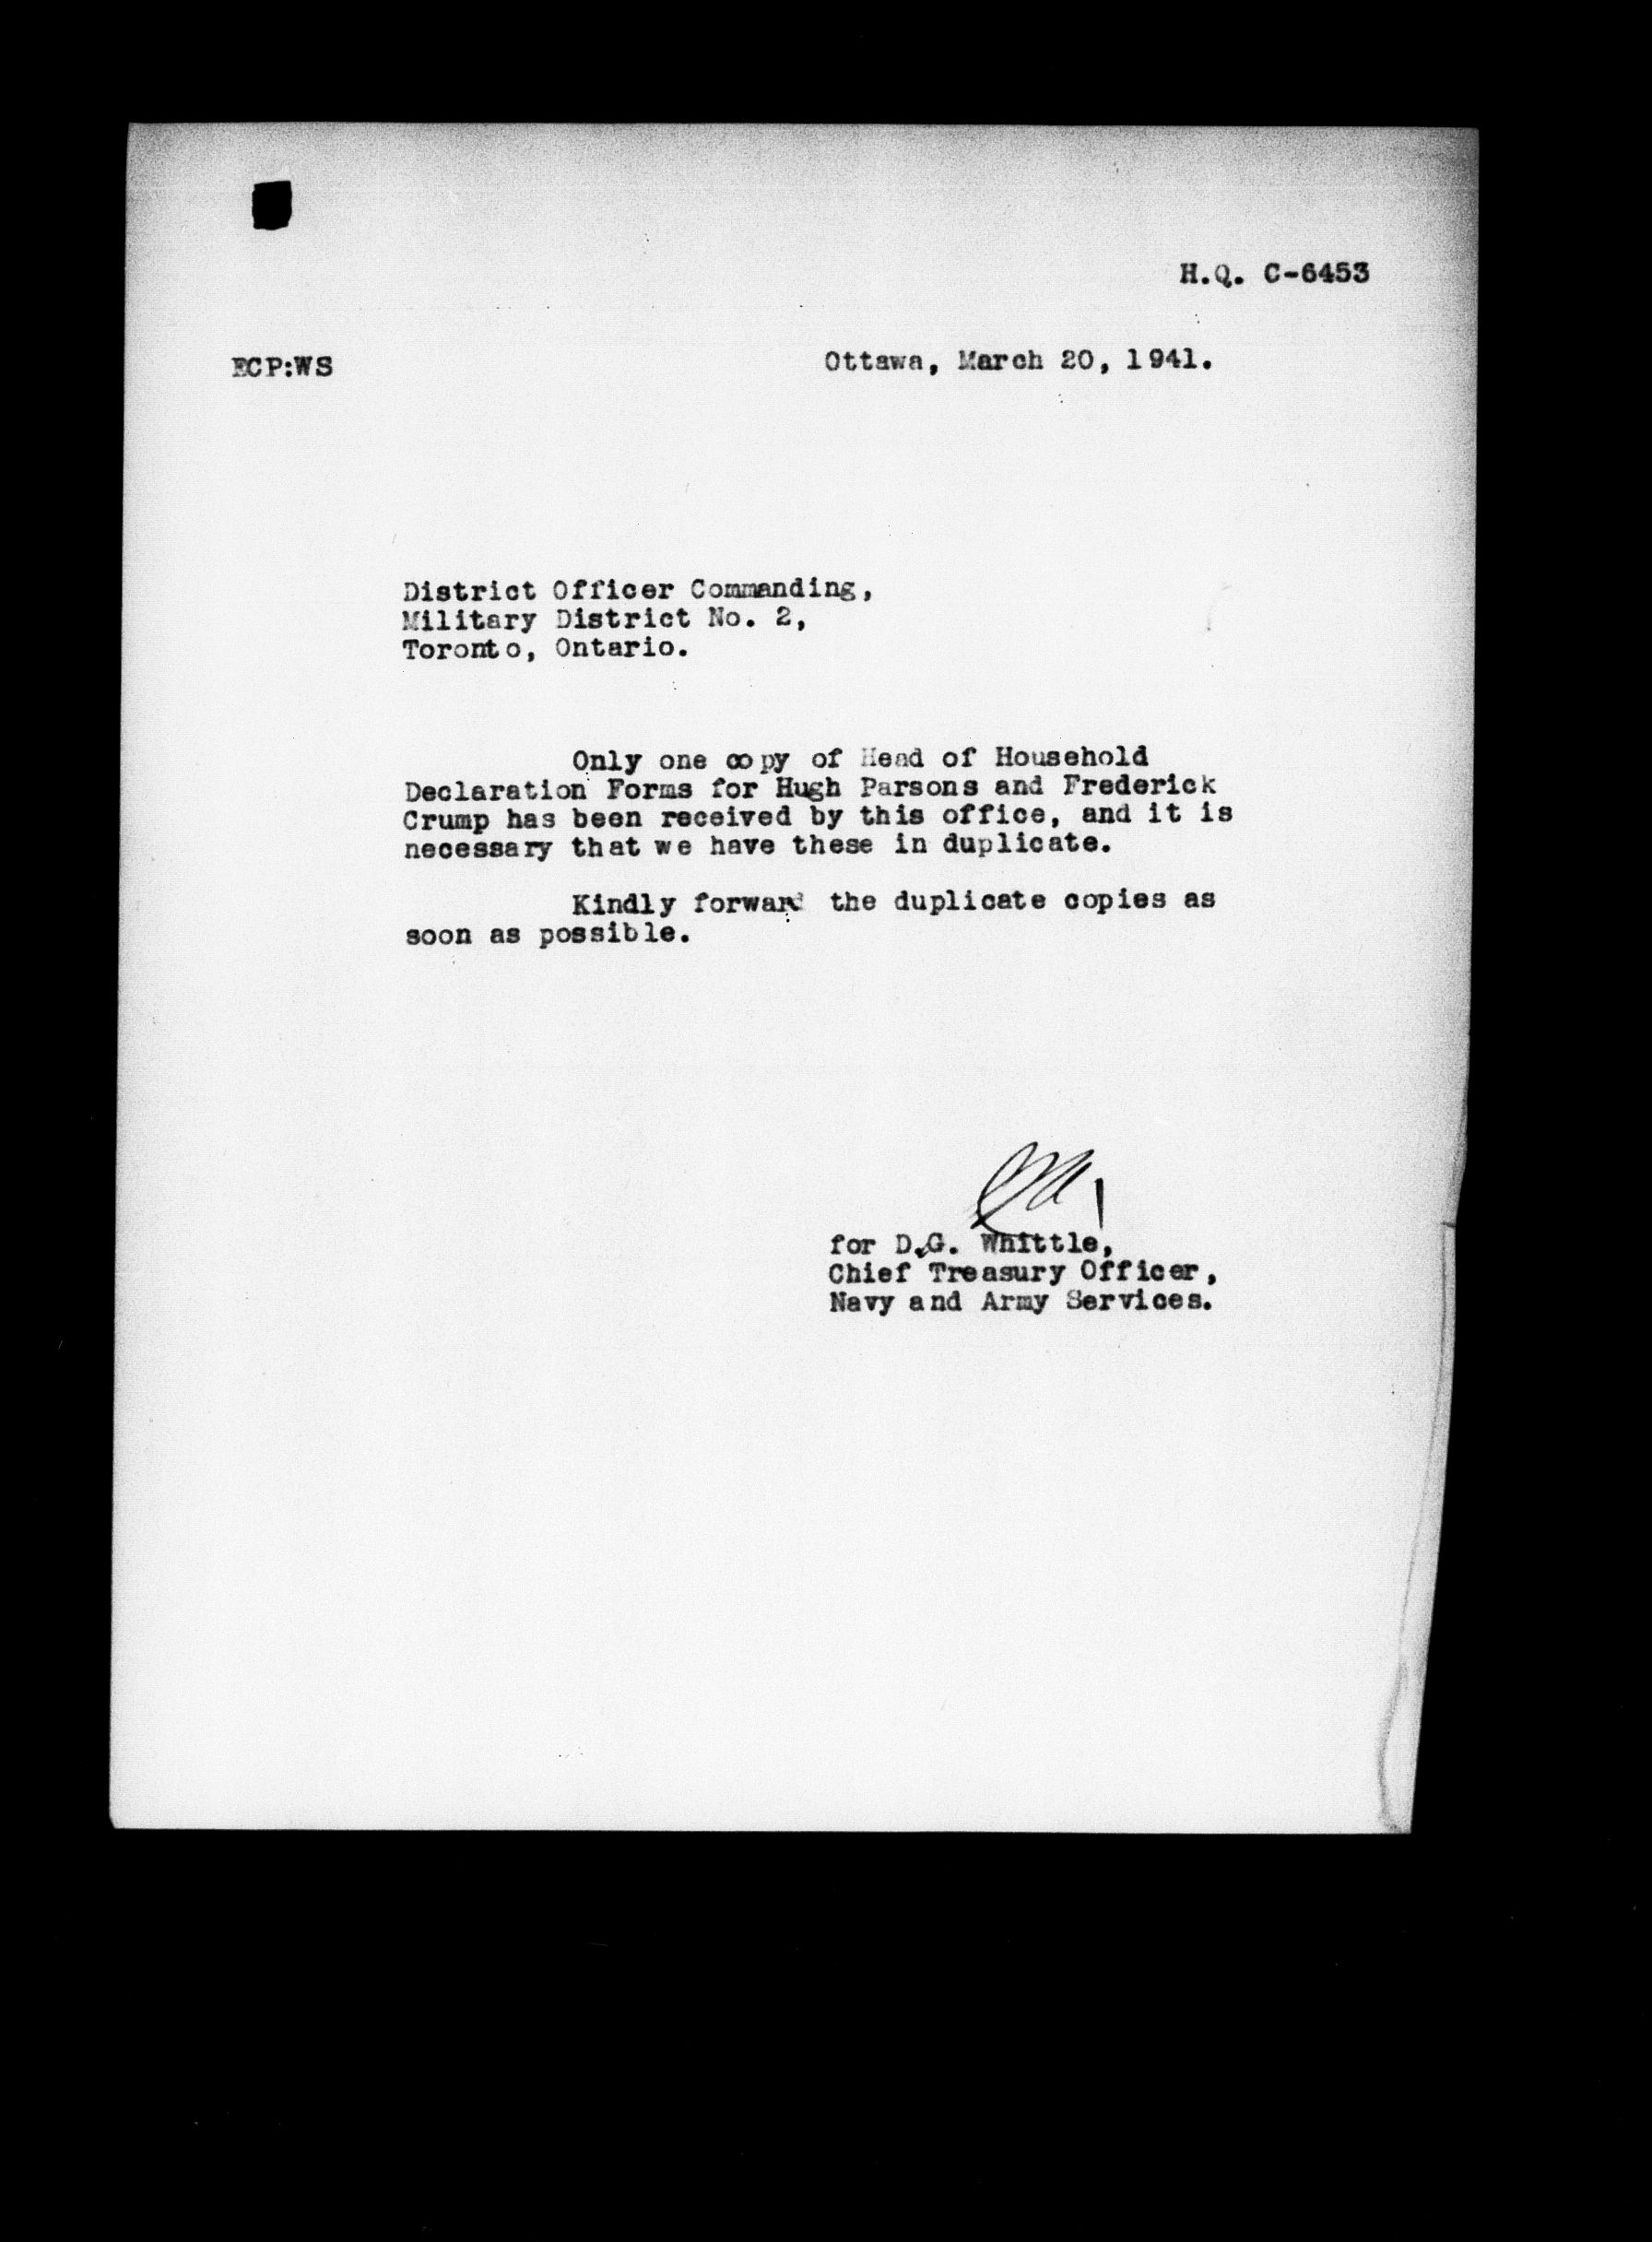 H.Q. C-6453
ECP:WS Ottawa, March 20, 1941.
District Officer Commanding,
Military District No. 2,
Toronto, Ontario.
Only one copy of Head of Household
Declaration Forms for Hugh Parsons and Frederick
Crump has been received by this office, and it is
necessary that we have these in duplicate.
Kindly forward the duplicate copies as
soon as possible.
for D.G. Whittle,
Chief Treasury Officer,
Navy and Army Services.